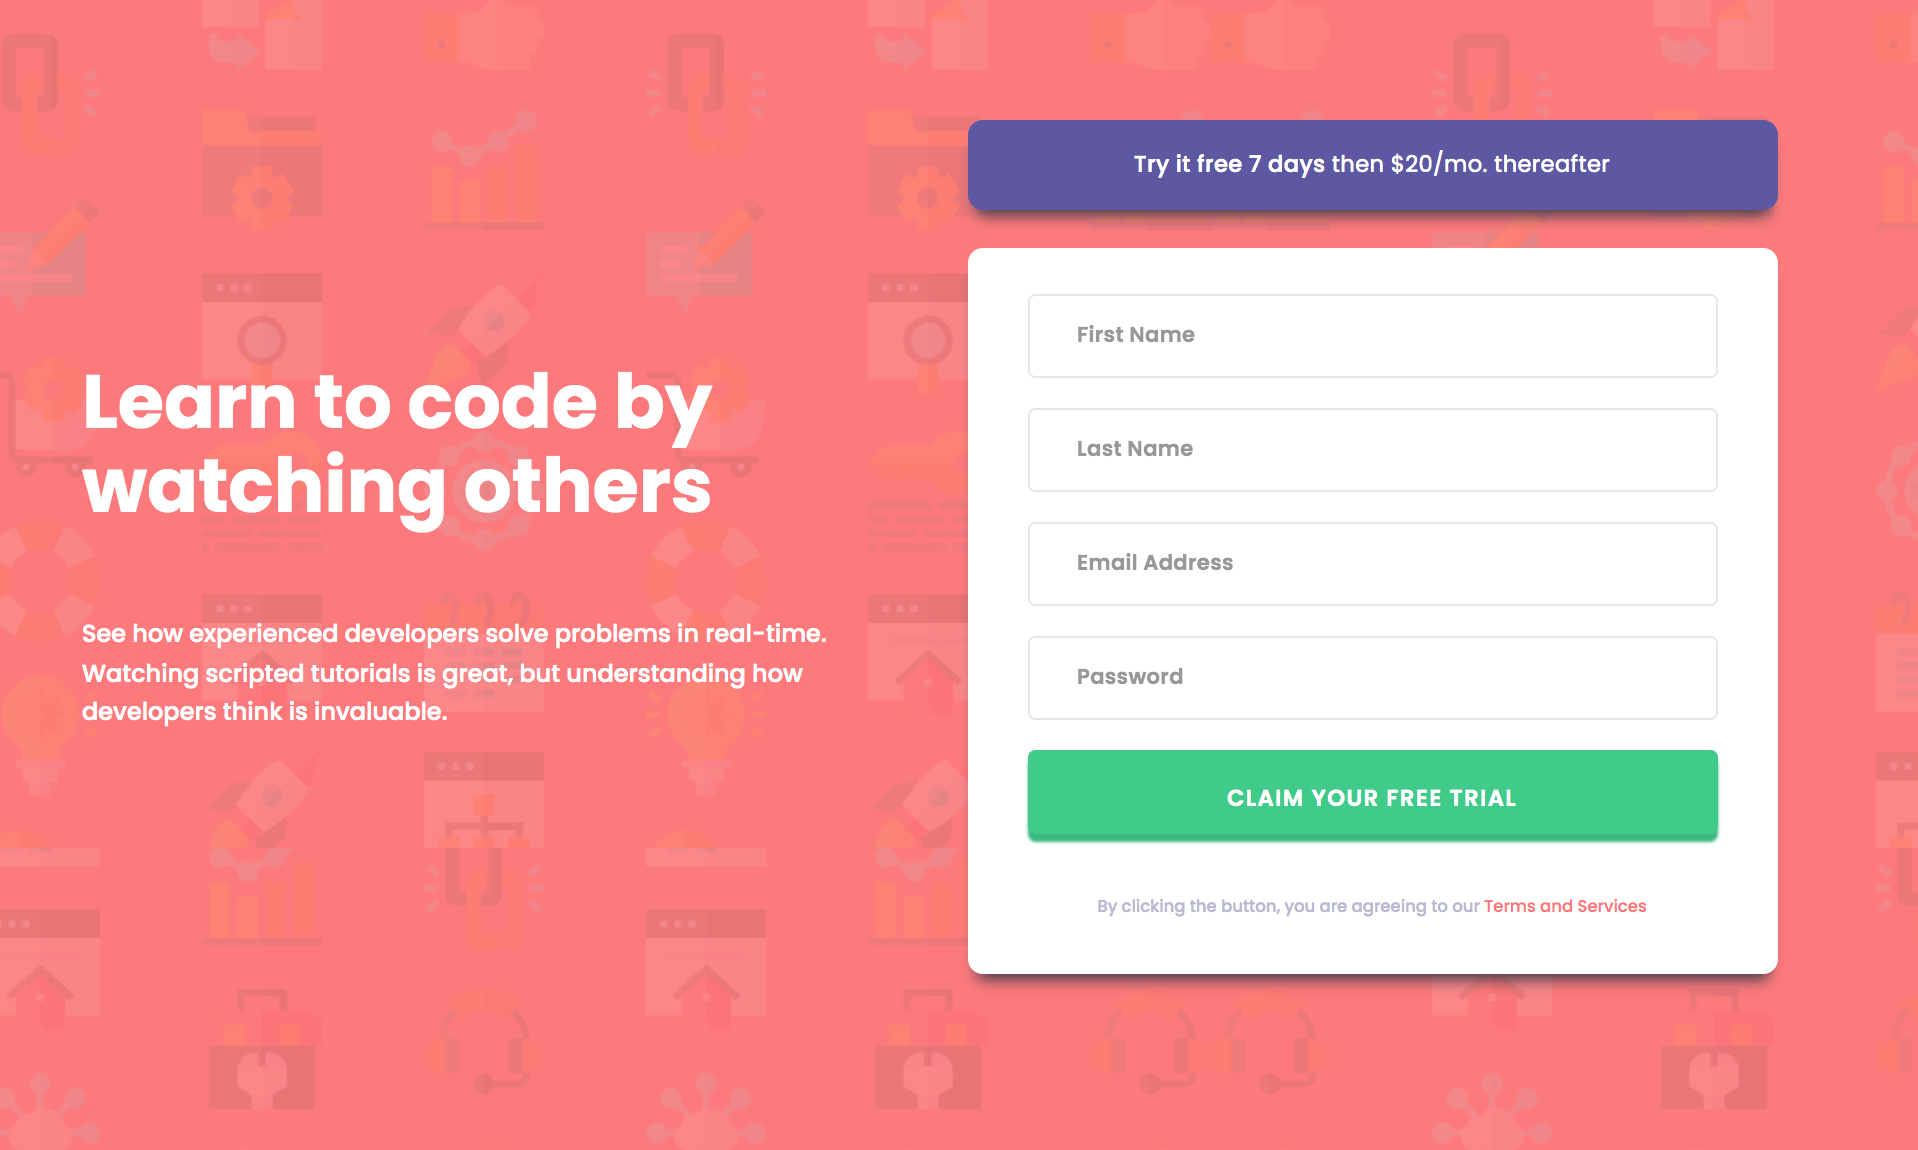 Learn to code by
watching others
See how experienced developers solve problems in real-time.
Watching scripted tutorials is great, but understanding how
developers think is invaluable.
Try it free 7 days then $20/mo. thereafter
First Name
Last Name
Email Address
Password
CLAIM YOUR FREE TRIAL
By clicking the button, you are agreeing to our Terms and Services